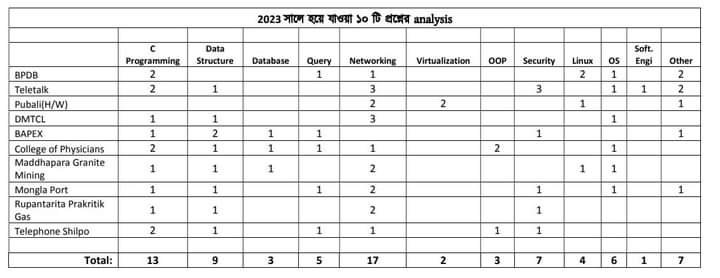 2023 সালে হয়ে যাওয়া ১০ টি প্রশ্নের analysis
C Programming Data Structure Database Query Networking Virtualization OOP Security Linux OS Soft. Engi Other
BPDB 2 1 1 2 1 2
Teletalk 2 1 3 3 1 1 2
Pubali(H/W) 2 2 1 1
DMTCL 1 1 3 1
BAPEX 1 2 1 1 1 1
College of Physicians 2 1 1 1 1 2 1
Maddhapara Granite Mining 1 1 1 2 1 1
Mongla Port 1 1 1 2 1 1 1
Rupantarita Prakritik Gas 1 1 2 1
Telephone Shilpo 2 1 1 1 1 1
Total: 13 9 3 5 17 2 3 7 4 6 1 7